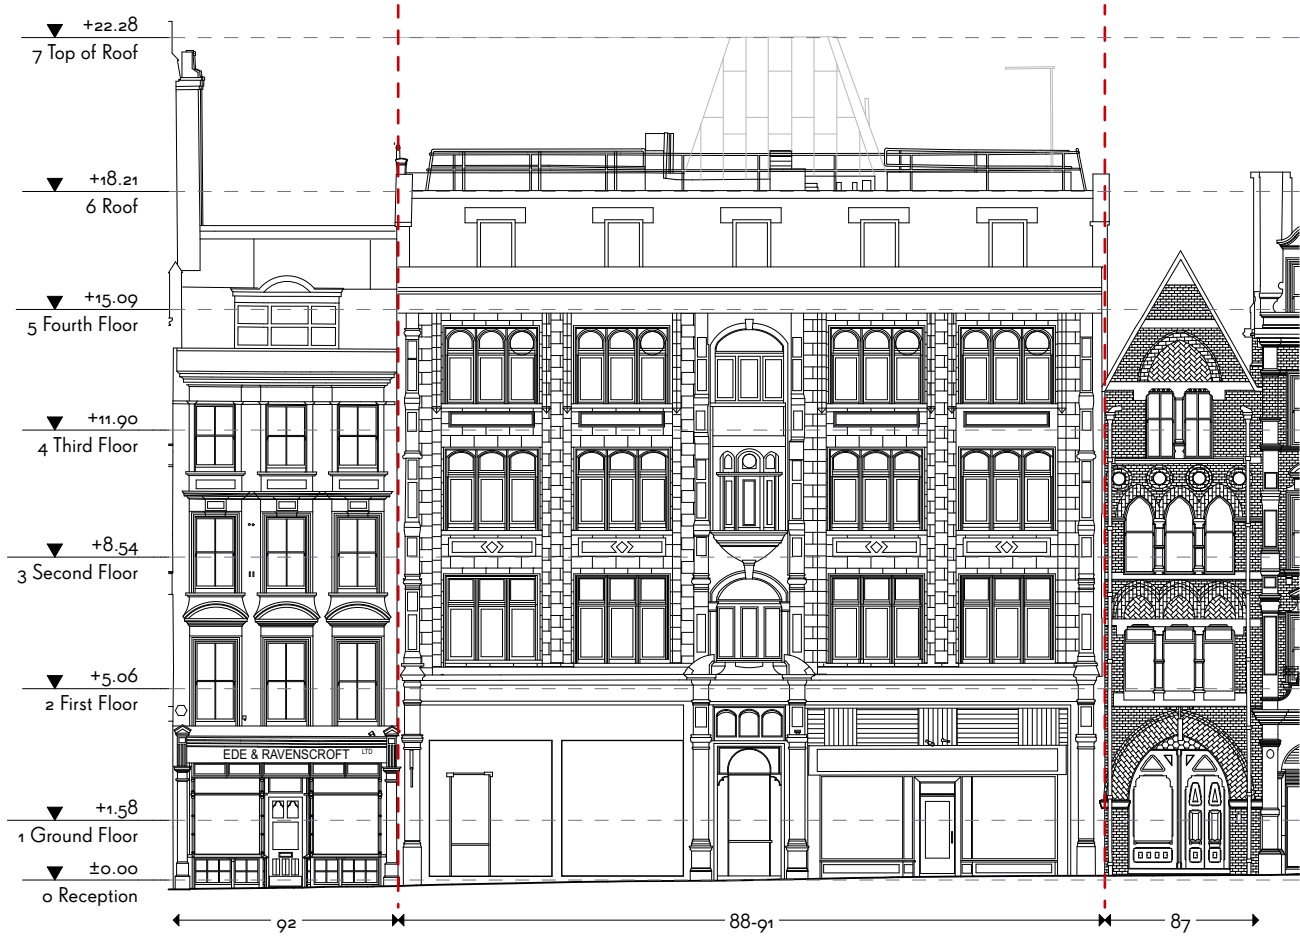 +22.28
7 Top of Roof
+18.21
6 Roof
+15.09
5 Fourth Floor
+11.90
4 Third Floor
+8.54
3 Second Floor
+5.06
2 First Floor
EDE & RAVENSCROFT LTD
+1.58
1 Ground Floor
±0.00
0 Reception
92
88-91
87